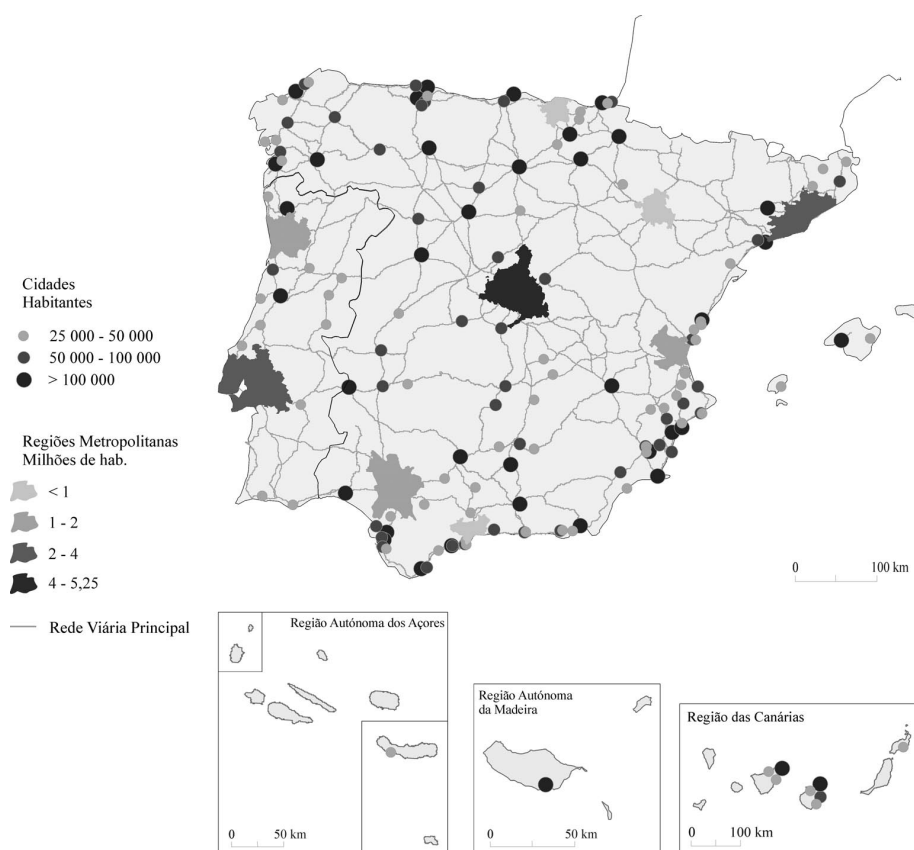 Cidades
Habitantes
25 000 - 50 000
50 000 - 100 000
> 100 000
Regiões Metropolitanas
Milhões de hab.
< 1
1 - 2
2 - 4
4 - 5,25
Rede Viária Principal
0 100 km
Região Autónoma dos Açores
0 50 km
Região Autónoma
da Madeira
0 50 km
Região das Canárias
0 100 km